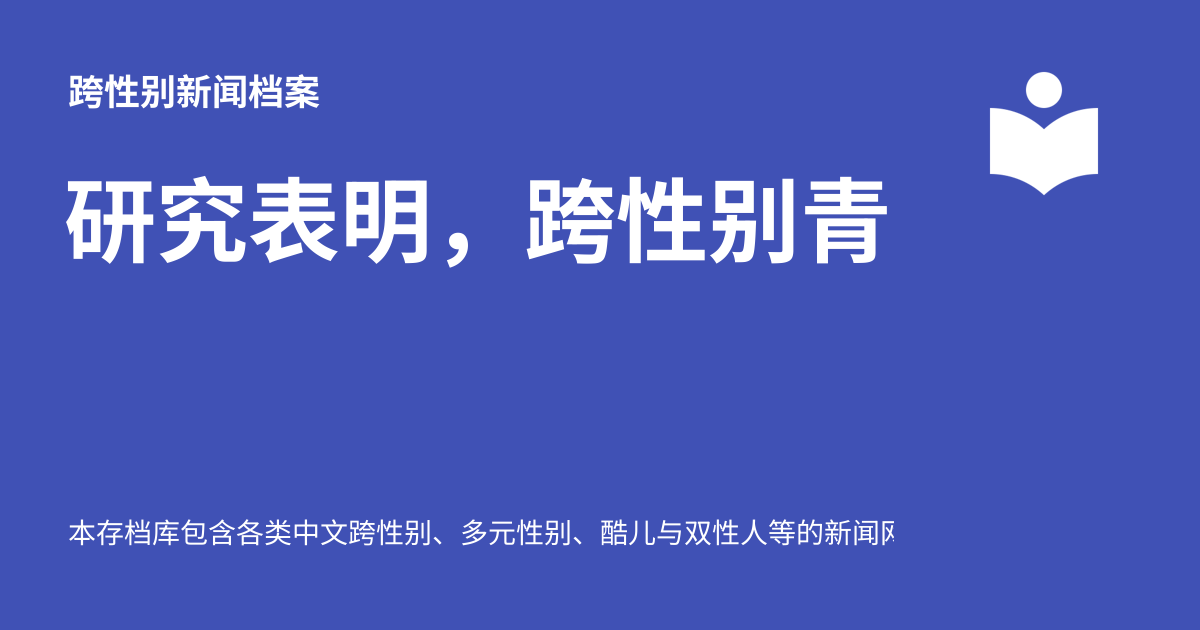 跨性别新闻档案
研究表明，跨性别青
本存档库包含各类中文跨性别、多元性别、酷儿与双性人等的新闻